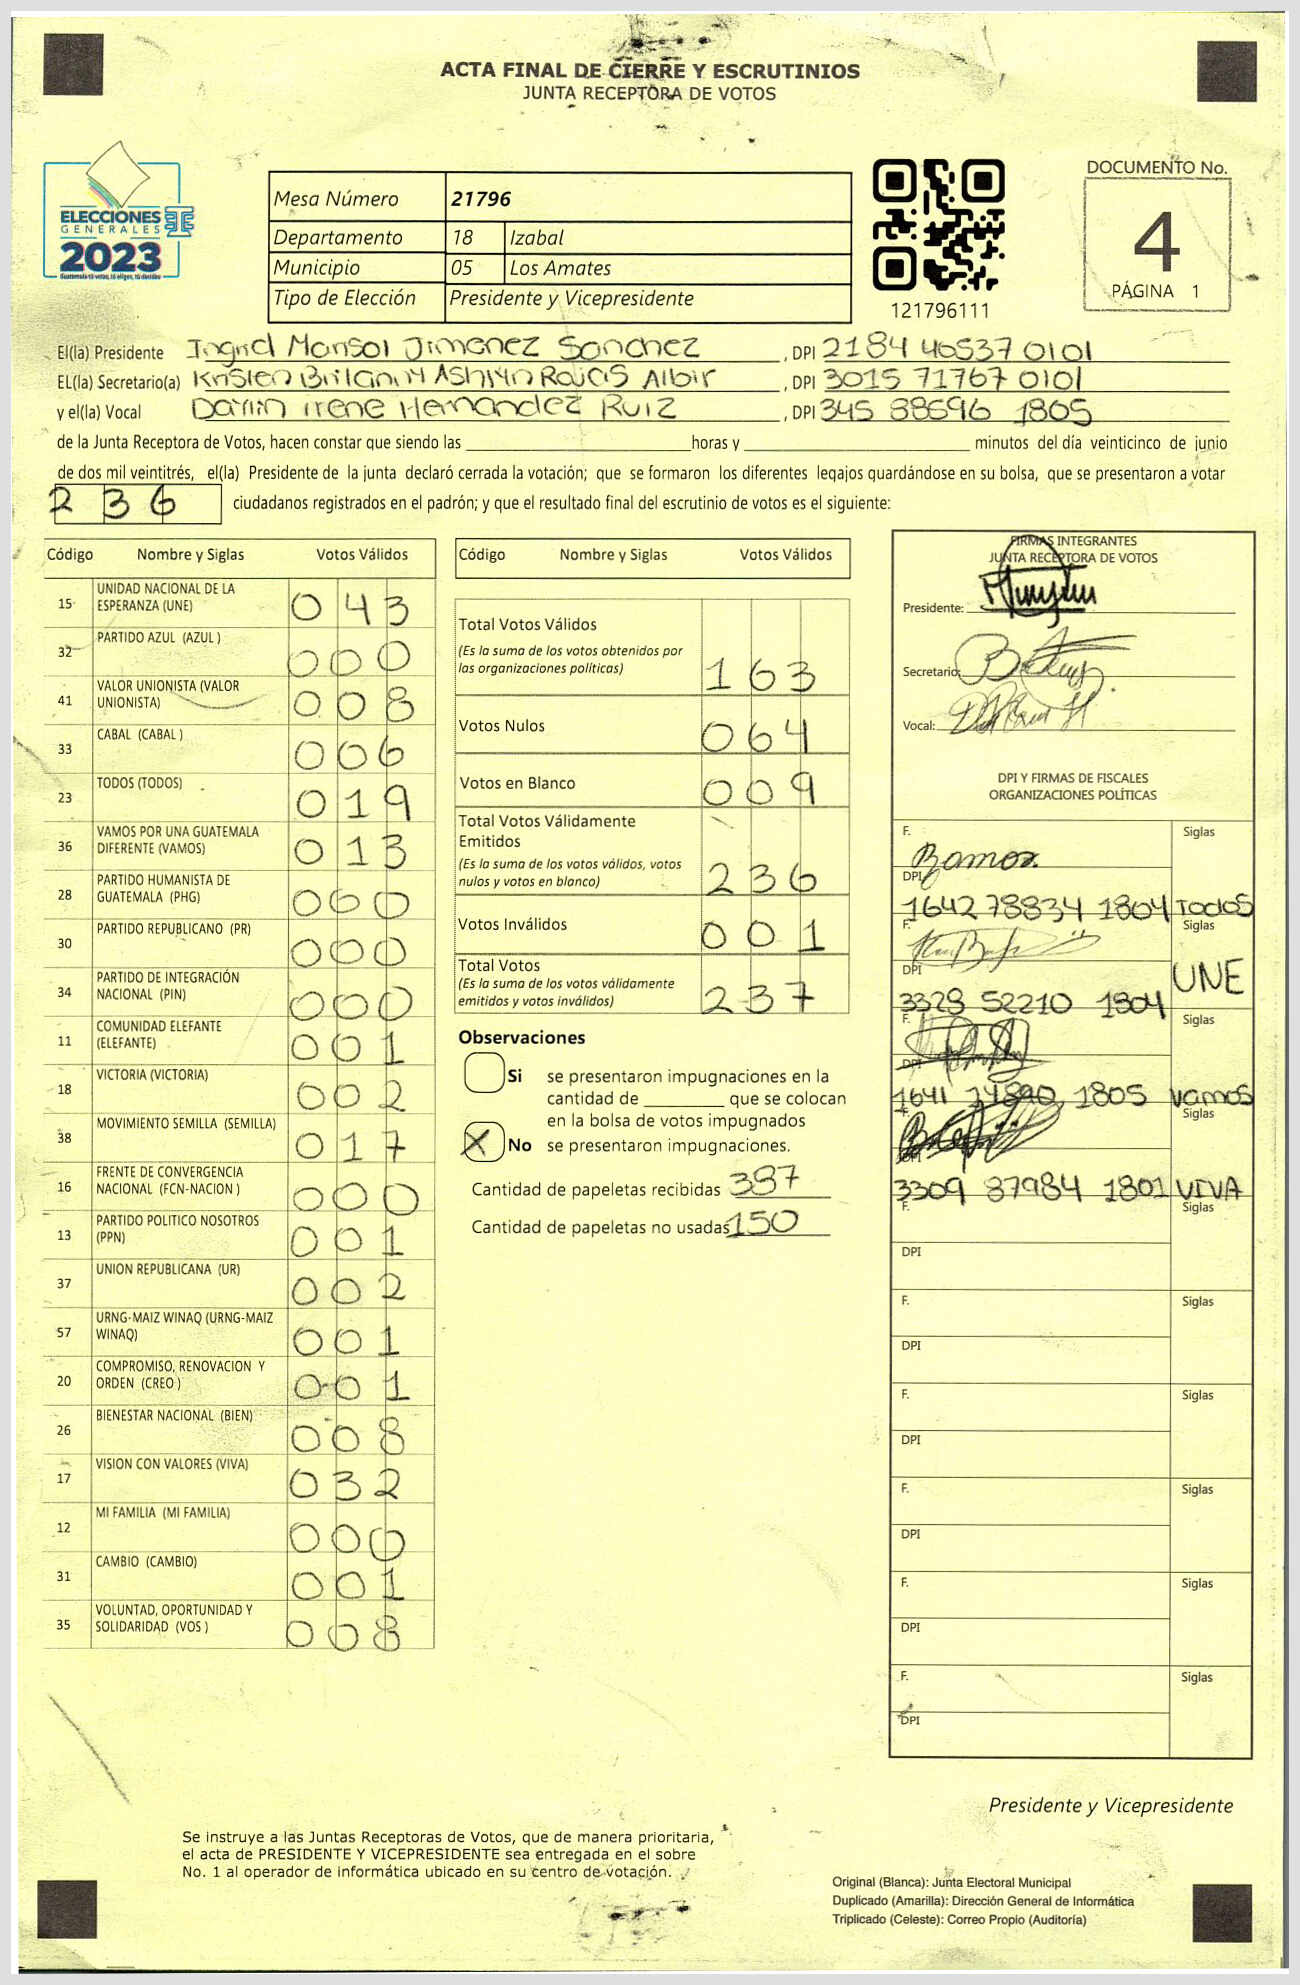 ACTA FINAL DE CIERRE Y ESCRUTINIOS
JUNTA RECEPTORA DE VOTOS
ELECCIONES
GENERALES
2023
Mesa Número 21796
Departamento 18 Izabal
Municipio 05 Los Amates
Tipo de Elección Presidente y Vicepresidente
121796111
DOCUMENTO No.
4
PÁGINA 1
El(la) Presidente Ingrid Marisol Jimenez Sanchez, DPI 2184 46537 0101
EL(la) Secretario(a) Kristen Britanny Ashlyn Rojas Albir, DPI 3015 71767 0101
y el(la) Vocal Darlin Irene Hernandez Ruiz, DPI 345 88696 1805
de la Junta Receptora de Votos, hacen constar que siendo las horas y minutos del día veinticinco de junio
de dos mil veintitrés, el(la) Presidente de la junta declaró cerrada la votación; que se formaron los diferentes legajos guardándose en su bolsa, que se presentaron a votar
236 ciudadanos registrados en el padrón; y que el resultado final del escrutinio de votos es el siguiente:
Código Nombre y Siglas Votos Válidos
15 UNIDAD NACIONAL DE LA ESPERANZA (UNE) 043
32 PARTIDO AZUL (AZUL ) 000
41 VALOR UNIONISTA (VALOR UNIONISTA) 008
33 CABAL (CABAL ) 006
23 TODOS (TODOS) 019
36 VAMOS POR UNA GUATEMALA DIFERENTE (VAMOS) 013
28 PARTIDO HUMANISTA DE GUATEMALA (PHG) 000
30 PARTIDO REPUBLICANO (PR) 000
34 PARTIDO DE INTEGRACIÓN NACIONAL (PIN) 000
11 COMUNIDAD ELEFANTE (ELEFANTE) 001
18 VICTORIA (VICTORIA) 002
38 MOVIMIENTO SEMILLA (SEMILLA) 017
16 FRENTE DE CONVERGENCIA NACIONAL (FCN-NACION ) 000
13 PARTIDO POLITICO NOSOTROS (PPN) 001
37 UNION REPUBLICANA (UR) 002
57 URNG-MAIZ WINAQ (URNG-MAIZ WINAQ) 001
20 COMPROMISO, RENOVACION Y ORDEN (CREO ) 001
26 BIENESTAR NACIONAL (BIEN) 008
17 VISION CON VALORES (VIVA) 032
12 MI FAMILIA (MI FAMILIA) 000
31 CAMBIO (CAMBIO) 001
35 VOLUNTAD, OPORTUNIDAD Y SOLIDARIDAD (VOS ) 008
Código Nombre y Siglas Votos Válidos
Total Votos Válidos
(Es la suma de los votos obtenidos por
las organizaciones políticas) 163
Votos Nulos 064
Votos en Blanco 009
Total Votos Válidamente
Emitidos
(Es la suma de los votos válidos, votos
nulos y votos en blanco) 236
Votos Inválidos 001
Total Votos
(Es la suma de los votos válidamente
emitidos y votos inválidos) 237
Observaciones
Si se presentaron impugnaciones en la
cantidad de que se colocan
en la bolsa de votos impugnados
X No se presentaron impugnaciones.
Cantidad de papeletas recibidas 387
Cantidad de papeletas no usadas 150
FIRMAS INTEGRANTES
JUNTA RECEPTORA DE VOTOS
Presidente:
Secretario:
Vocal:
DPI Y FIRMAS DE FISCALES
ORGANIZACIONES POLÍTICAS
F. Siglas
DPI
1642 78834 1804 TODOS
F. Siglas
DPI UNE
3328 52210 1804
F. Siglas
DPI
1641 1805 vamos
F. Siglas
DPI
3309 87984 1801 VIVA
F. Siglas
DPI
F. Siglas
DPI
F. Siglas
DPI
F. Siglas
DPI
F. Siglas
DPI
F. Siglas
DPI
Presidente y Vicepresidente
Se instruye a las Juntas Receptoras de Votos, que de manera prioritaria,
el acta de PRESIDENTE Y VICEPRESIDENTE sea entregada en el sobre
No. 1 al operador de informática ubicado en su centro de votación.
Original (Blanca): Junta Electoral Municipal
Duplicado (Amarilla): Dirección General de Informática
Triplicado (Celeste): Correo Propio (Auditoría)